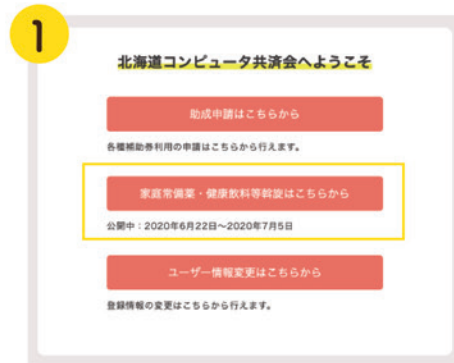 1
北海道コンピュータ共済会へようこそ
助成申請はこちらから
各種補助券利用の申請はこちらから行えます。
家庭常備薬・健康飲料等斡旋はこちらから
公開中：2020年6月22日〜2020年7月5日
ユーザー情報変更はこちらから
登録情報の変更はこちらから行えます。